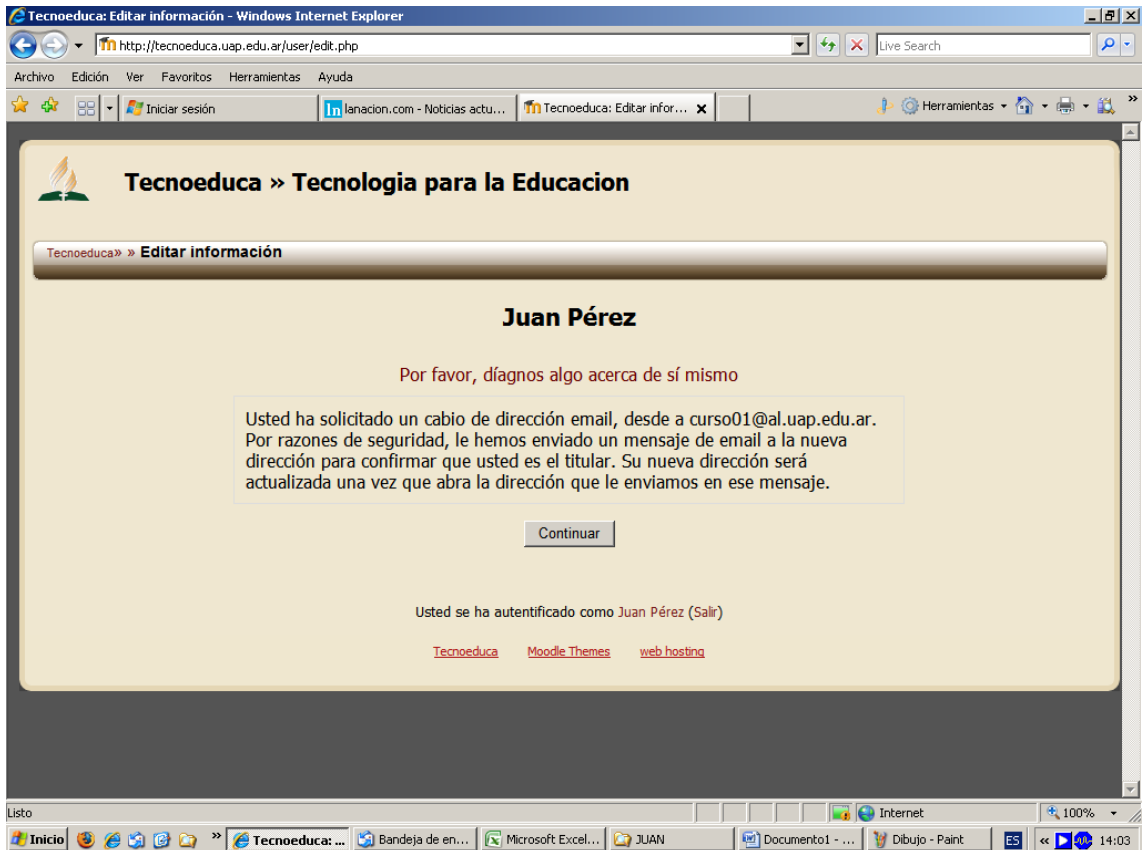 Tecnoeduca: Editar información - Windows Internet Explorer
http://tecnoeduca.uap.edu.ar/user/edit.php
Live Search
Archivo Edición Ver Favoritos Herramientas Ayuda
Iniciar sesión
lanacion.com - Noticias actu...
Tecnoeduca: Editar infor...
Herramientas
»
Tecnoeduca » Tecnologia para la Educacion
Tecnoeduca» » Editar información
Juan Pérez
Por favor, díagnos algo acerca de sí mismo
Usted ha solicitado un cabio de dirección email, desde a curso01@al.uap.edu.ar.
Por razones de seguridad, le hemos enviado un mensaje de email a la nueva
dirección para confirmar que usted es el titular. Su nueva dirección será
actualizada una vez que abra la dirección que le enviamos en ese mensaje.
Continuar
Usted se ha autentificado como Juan Pérez (Salir)
Tecnoeduca Moodle Themes web hosting
Listo
Internet
100%
Inicio
»
Tecnoeduca: ...
Bandeja de en...
Microsoft Excel...
JUAN
Documento1 - ...
Dibujo - Paint
ES
«
14:03